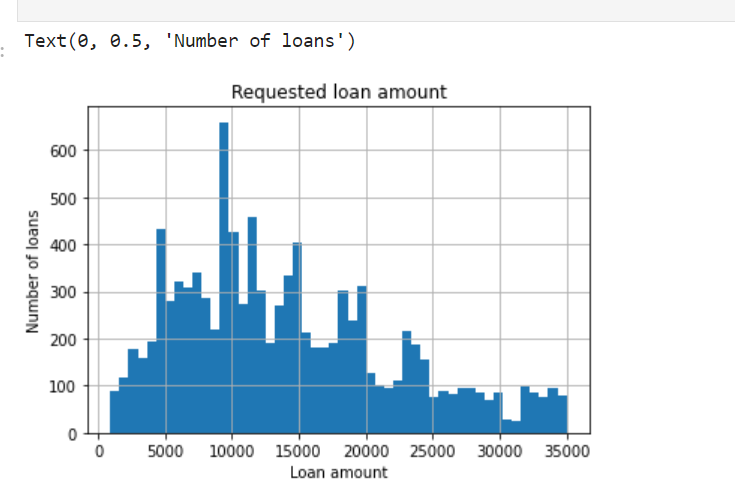 Text(0, 0.5, 'Number of loans')
:
Requested loan amount
600
500
400
300
200
100
0
Number of loans
0 5000 10000 15000 20000 25000 30000 35000
Loan amount